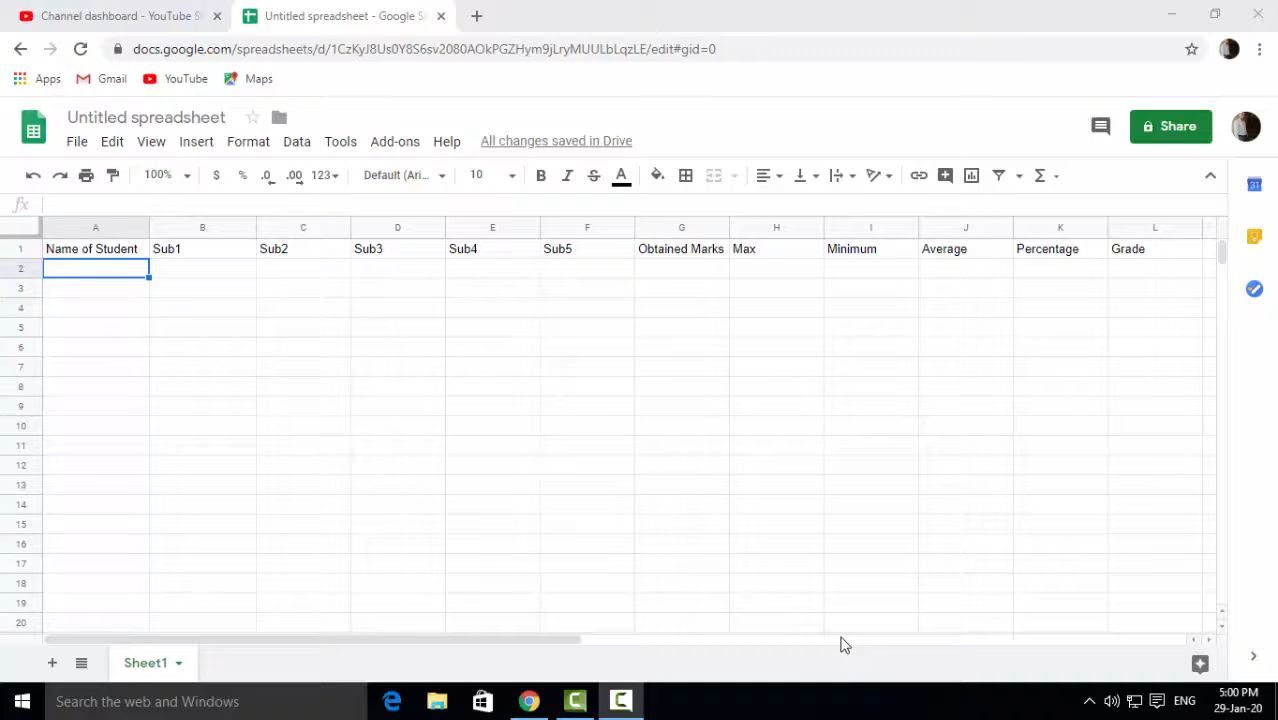 Channel dashboard - YouTube S
Untitled spreadsheet - Google S
docs.google.com/spreadsheets/d/1CzKyJ8Us0Y8S6sv2080AOkPGZHym9jLryMUULbLqzLE/edit#gid=0
Apps Gmail YouTube Maps
Untitled spreadsheet
File Edit View Insert Format Data Tools Add-ons Help All changes saved in Drive
Share
100% $ % .0 .00 123 Default (Ari... 10 B I S A Σ
fx
A B C D E F G H I J K L
1 Name of Student Sub1 Sub2 Sub3 Sub4 Sub5 Obtained Marks Max Minimum Average Percentage Grade
2
3
4
5
6
7
8
9
10
11
12
13
14
15
16
17
18
19
20
31
Sheet1
Search the web and Windows
ENG
5:00 PM
29-Jan-20